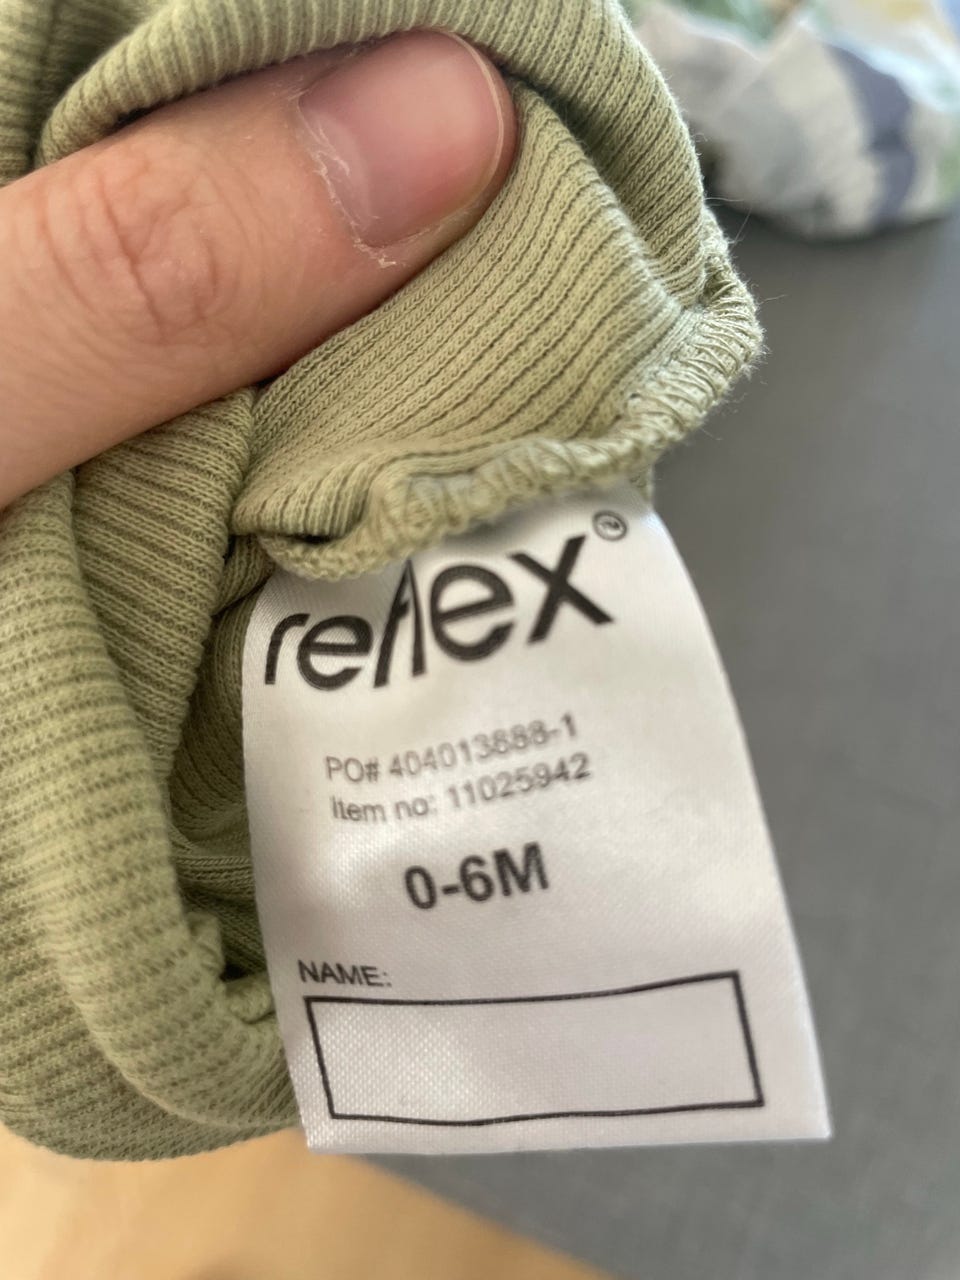 reflex®
PO# 404013888-1
Item no: 11025942
0-6M
NAME: